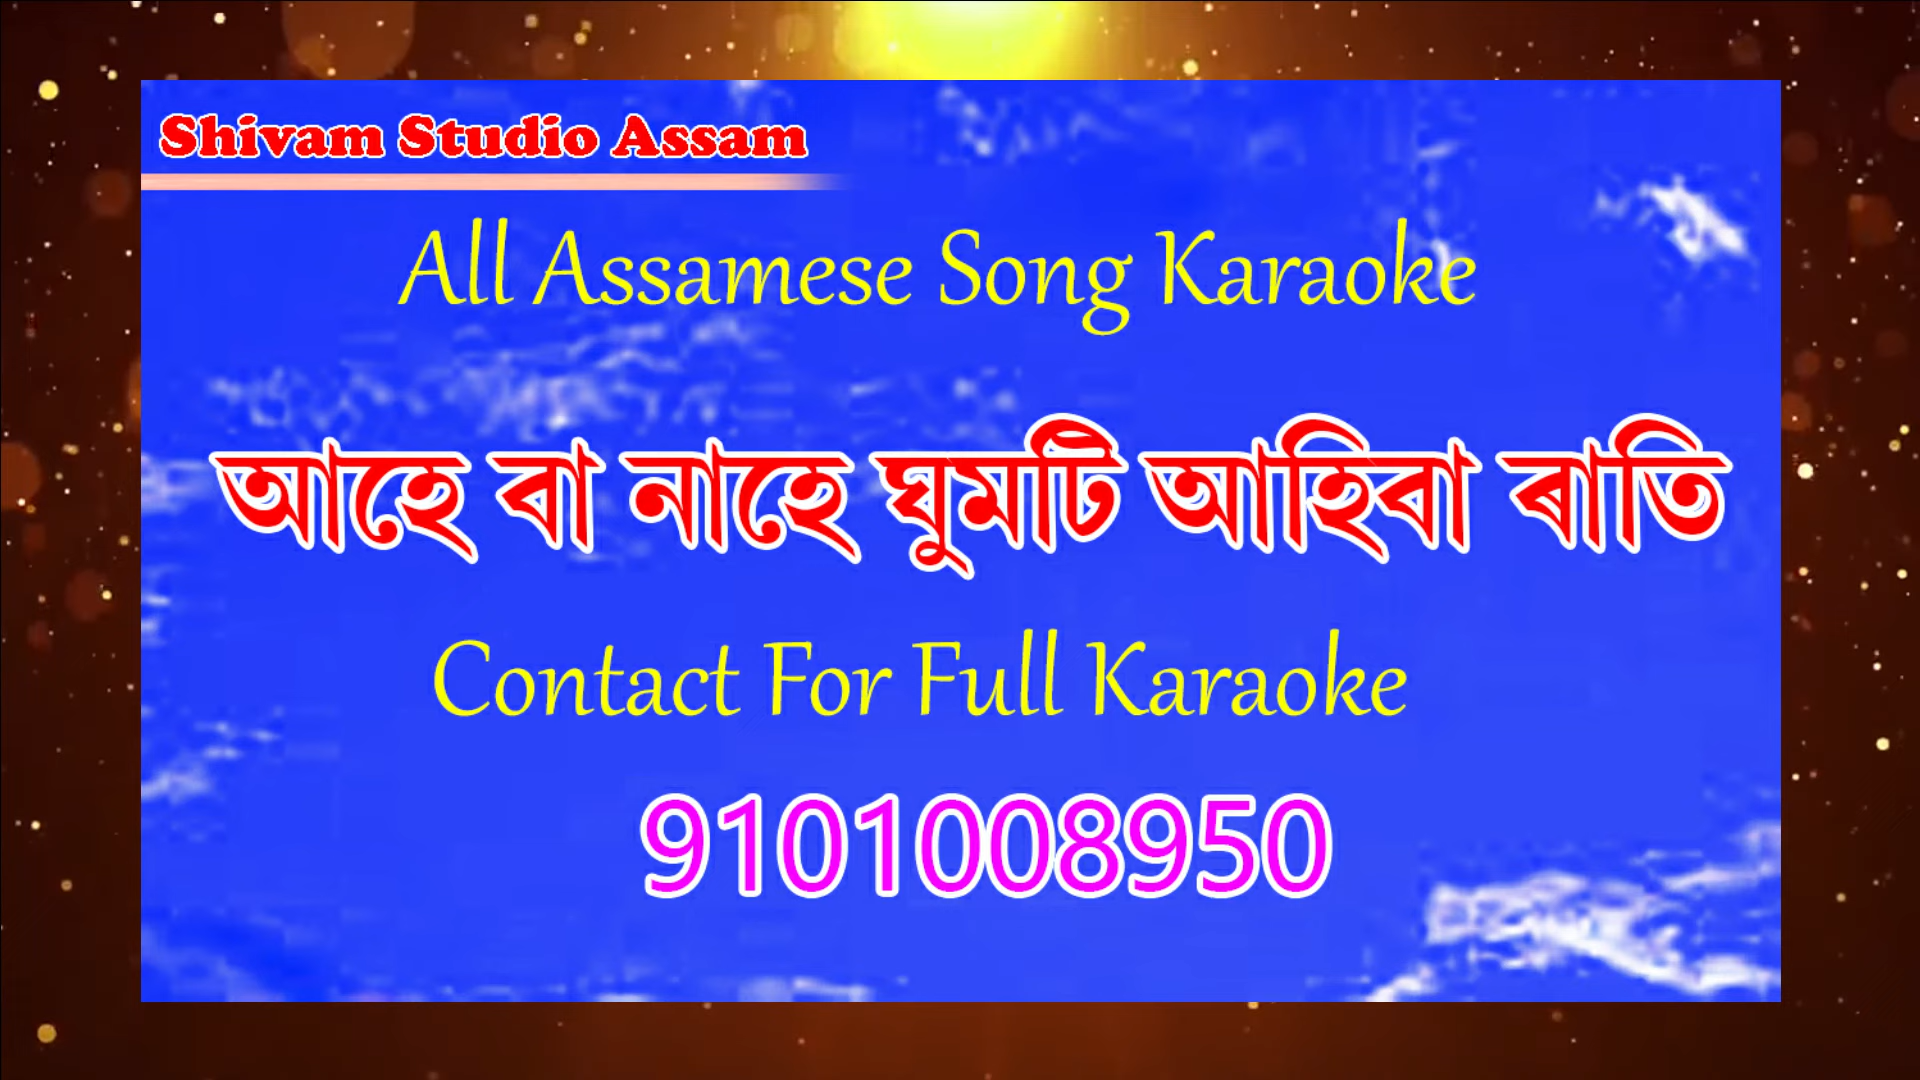 Shivam Studio Assam
All Assamese Song Karaoke
আহে বা নাহে ঘুমটি আহিবা ৰাতি
Contact For Full Karaoke
9101008950